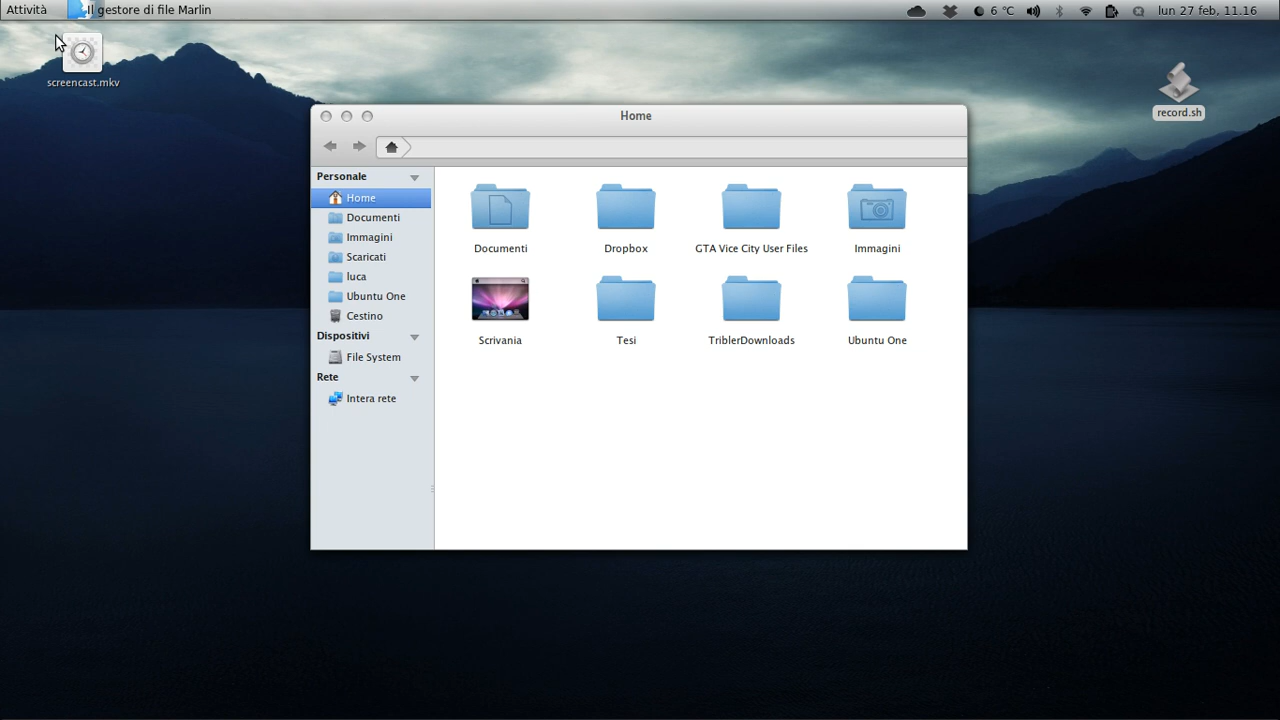 Attività
Il gestore di file Marlin
6 °C
lun 27 feb, 11.16
screencast.mkv
record.sh
Home
Personale
Home
Documenti
Immagini
Scaricati
luca
Ubuntu One
Cestino
Dispositivi
File System
Rete
Intera rete
Documenti
Dropbox
GTA Vice City User Files
Immagini
Scrivania
Tesi
TriblerDownloads
Ubuntu One